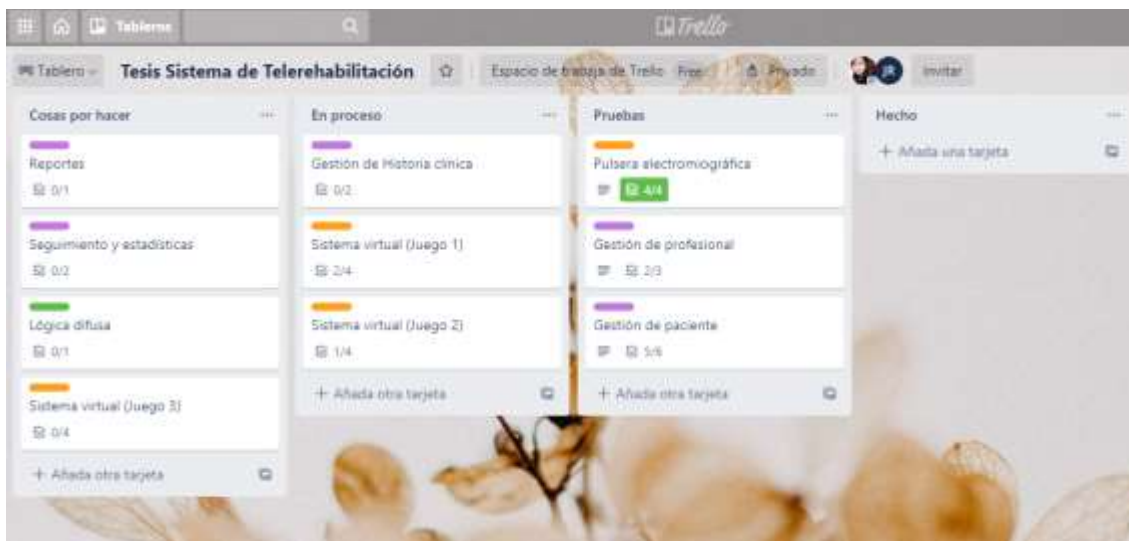 Tableros
Trello
Tablero
Tesis Sistema de Telerehabilitación
Espacio de trabajo de Trello
Free
Privado
Invitar
Cosas por hacer
Reportes
0/1
Seguimiento y estadísticas
0/2
Lógica difusa
0/1
Sistema virtual (Juego 3)
0/4
+ Añada otra tarjeta
En proceso
Gestión de Historia clínica
0/2
Sistema virtual (Juego 1)
2/4
Sistema virtual (Juego 2)
1/4
+ Añada otra tarjeta
Pruebas
Pulsera electromiográfica
4/4
Gestión de profesional
2/3
Gestión de paciente
5/6
+ Añada otra tarjeta
Hecho
+ Añada una tarjeta